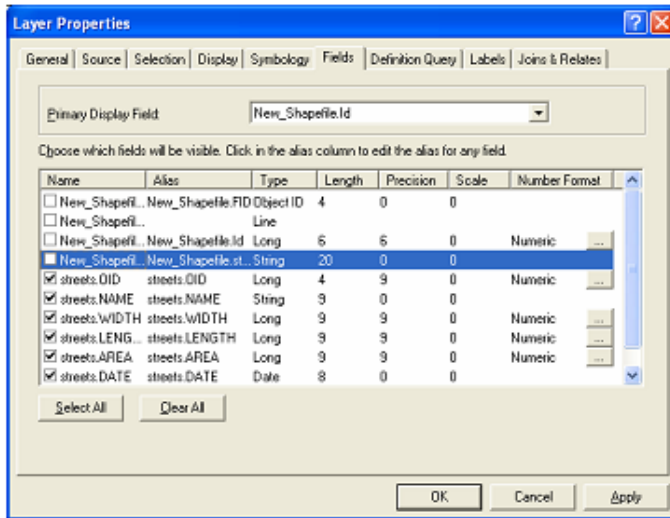 Layer Properties
General Source Selection Display Symbology Fields Definition Query Labels Joins & Relates
Primary Display Field: New_Shapefile.Id
Choose which fields will be visible. Click in the alias column to edit the alias for any field.
Name Alias Type Length Precision Scale Number Format
New_Shapefil... New_Shapefile.FID Object ID 4 0 0
New_Shapefil... Line
New_Shapefil... New_Shapefile.Id Long 6 6 0 Numeric ...
New_Shapefil... New_Shapefile.st... String 20 0 0
streets.OID streets.OID Long 4 9 0 Numeric ...
streets.NAME streets.NAME String 9 0 0
streets.WIDTH streets.WIDTH Long 9 9 0 Numeric ...
streets.LENG... streets.LENGTH Long 9 9 0 Numeric ...
streets.AREA streets.AREA Long 9 9 0 Numeric ...
streets.DATE streets.DATE Date 8 0 0
Select All Clear All
OK Cancel Apply